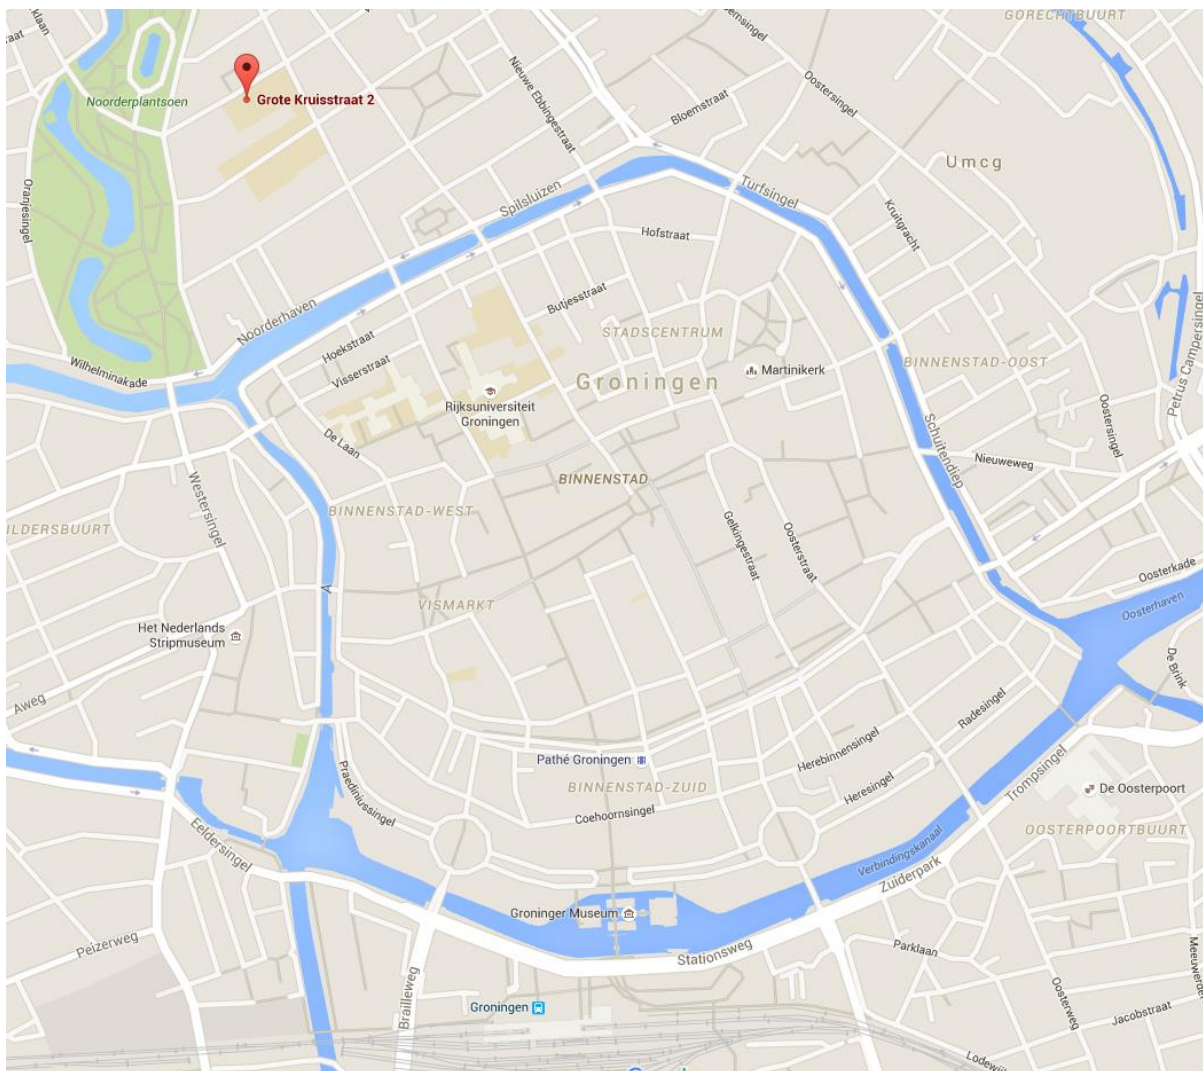 GORECHTBUURT
Noorderplantsoen
Grote Kruisstraat 2
Nieuwe Ebbingestraat
Bloemstraat
Oostersingel
Umcg
Oranjesingel
Spilsluizen
Turfsingel
Kruitgracht
Hofstraat
Noorderhaven
Butjesstraat
STADSCENTRUM
Petrus Campersingel
Hoekstraat
Visserstraat
Wilhelminakade
BINNENSTAD-OOST
Martinikerk
Groningen
Rijksuniversiteit
Groningen
De Laan
Oostersingel
Schuitendiep
Nieuweweg
BINNENSTAD
Westersingel
BINNENSTAD-WEST
ILDERSBUURT
Gelkingestraat
Oosterstraat
A
Oosterkade
Oosterhaven
VISMARKT
Het Nederlands
Stripmuseum
De Brink
Aweg
Radesingel
Herebinnensingel
Pathé Groningen
Praediniussingel
BINNENSTAD-ZUID
Heresingel
Trompsingel
De Oosterpoort
Coehoornsingel
OOSTERPOORTBUURT
Eeldersingel
Verbindingskanaal
Zuiderpark
Groninger Museum
Peizerweg
Stationsweg
Parklaan
Meeuwerder
Brailleweg
Oosterweg
Groningen
Jacobstraat